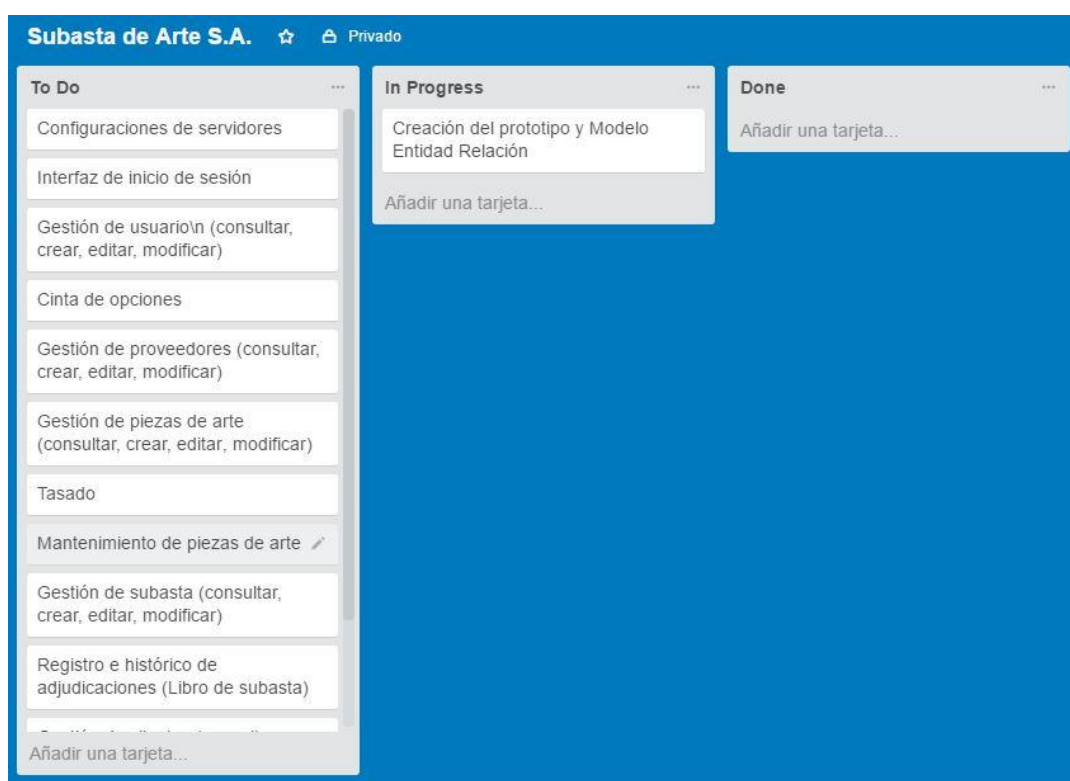 Subasta de Arte S.A. Privado
To Do
Configuraciones de servidores
Interfaz de inicio de sesión
Gestión de usuario\n (consultar,
crear, editar, modificar)
Cinta de opciones
Gestión de proveedores (consultar,
crear, editar, modificar)
Gestión de piezas de arte
(consultar, crear, editar, modificar)
Tasado
Mantenimiento de piezas de arte
Gestión de subasta (consultar,
crear, editar, modificar)
Registro e histórico de
adjudicaciones (Libro de subasta)
Añadir una tarjeta...
In Progress
Creación del prototipo y Modelo
Entidad Relación
Añadir una tarjeta...
Done
Añadir una tarjeta...